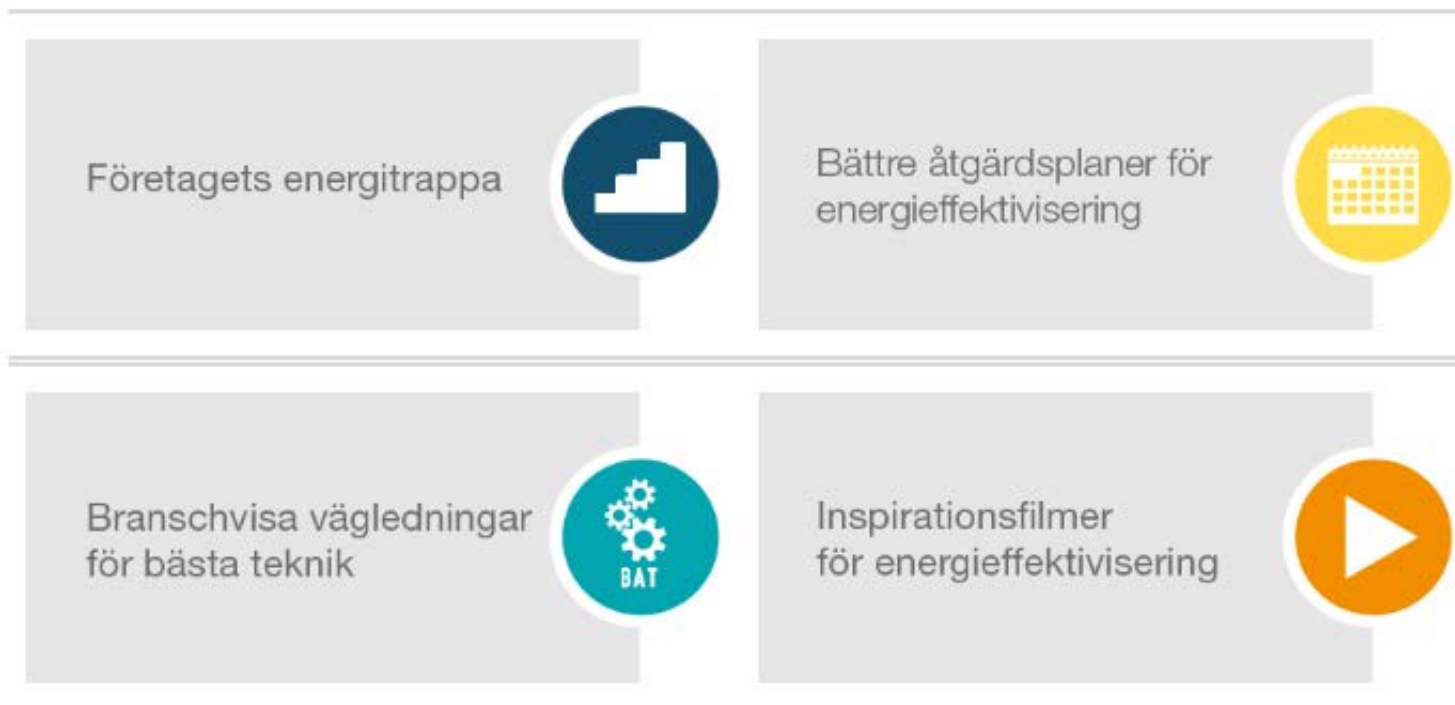 Företagets energitrappa
Bättre åtgärdsplaner för
energieffektivisering
Branschvisa vägledningar
för bästa teknik
BAT
Inspirationsfilmer
för energieffektivisering